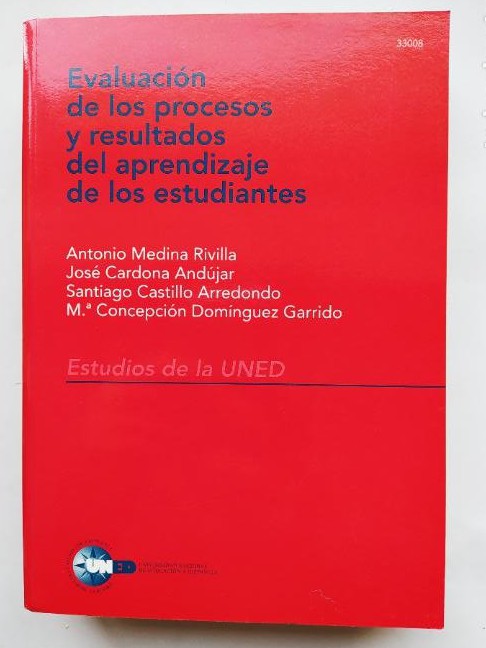 33008
Evaluación
de los procesos
y resultados
del aprendizaje
de los estudiantes
Antonio Medina Rivilla
José Cardona Andújar
Santiago Castillo Arredondo
M.ª Concepción Domínguez Garrido
Estudios de la UNED
UNED